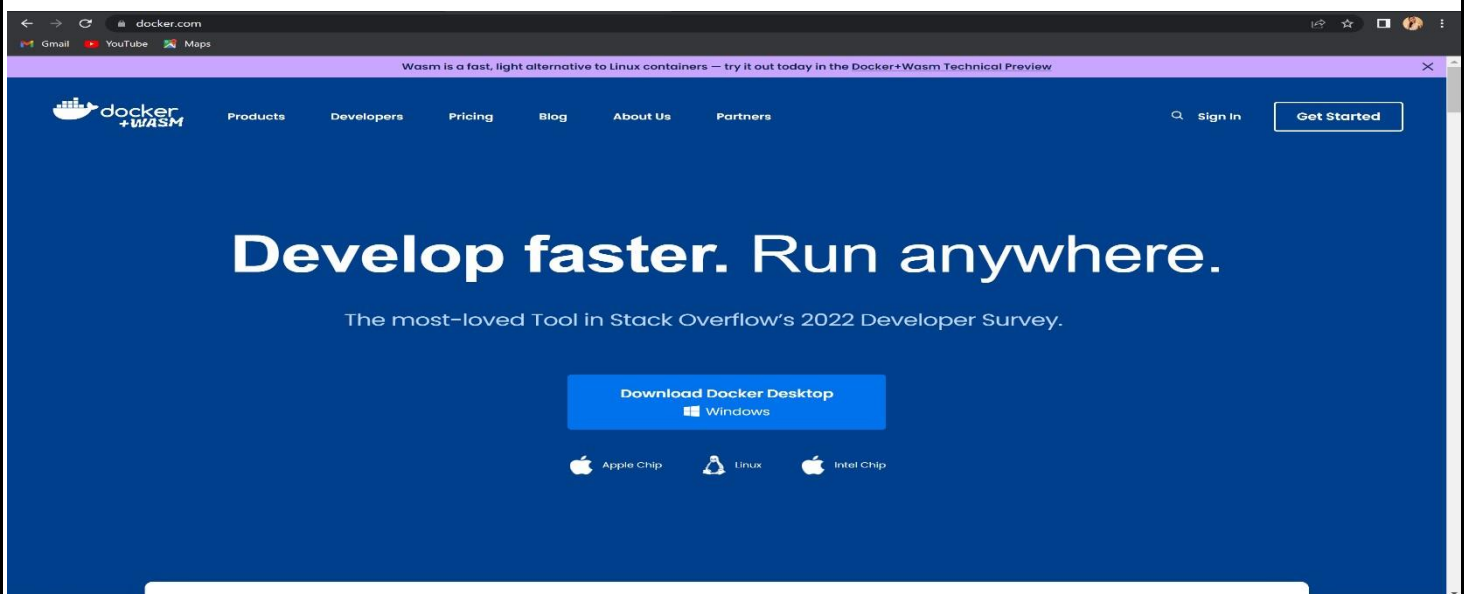 docker.com
Gmail YouTube Maps
Wasm is a fast, light alternative to Linux containers — try it out today in the Docker+Wasm Technical Preview
docker
+WASM
Products Developers Pricing Blog About Us Partners Sign In Get Started
Develop faster. Run anywhere.
The most-loved Tool in Stack Overflow's 2022 Developer Survey.
Download Docker Desktop
Windows
Apple Chip Linux Intel Chip